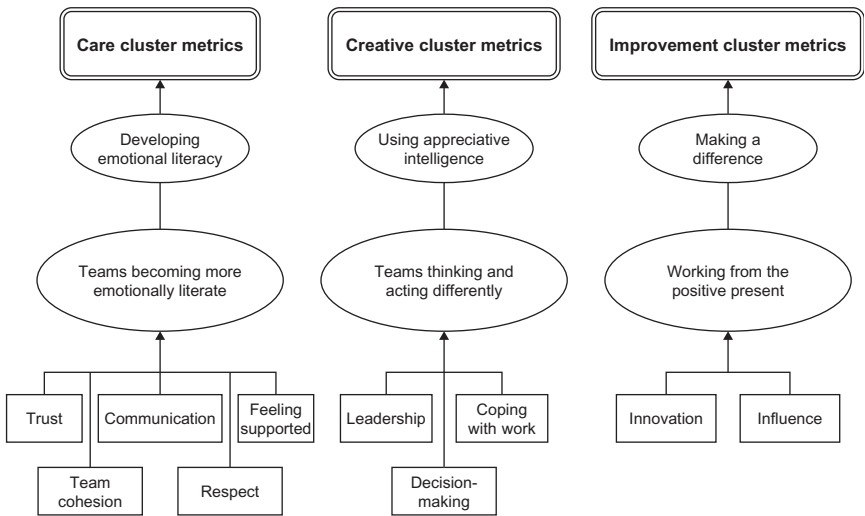 Care cluster metrics
Creative cluster metrics
Improvement cluster metrics
Developing
emotional literacy
Using appreciative
intelligence
Making a
difference
Teams becoming more
emotionally literate
Teams thinking and
acting differently
Working from the
positive present
Trust
Communication
Feeling
supported
Leadership
Coping
with work
Innovation
Influence
Team
cohesion
Respect
Decision-
making